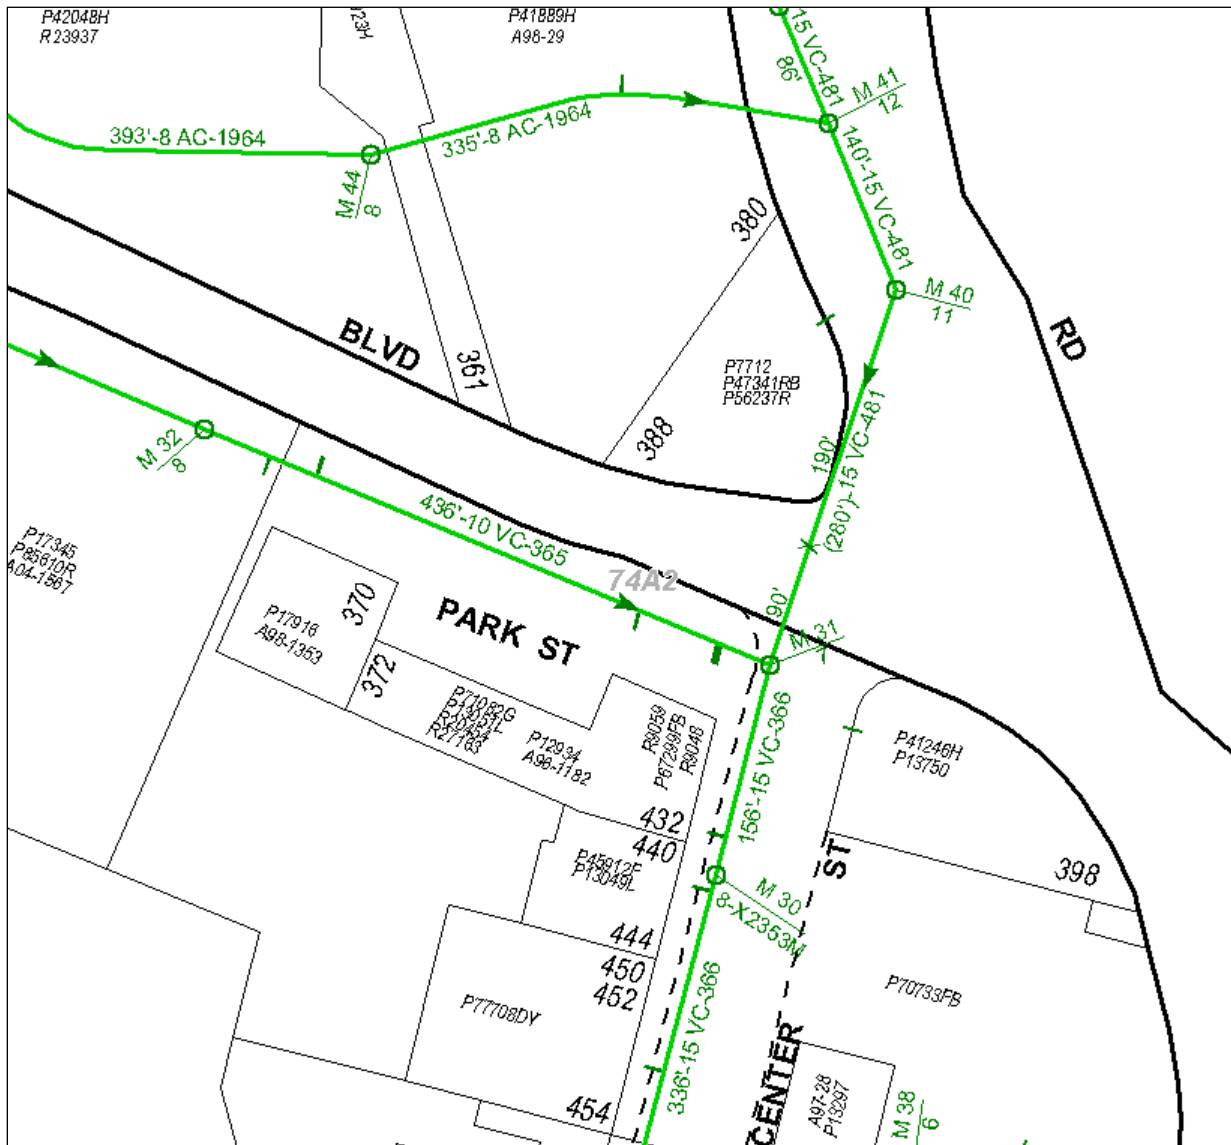 P42048H
R23937
P41889H
A98-29
15 VC-481
86'
M 41
12
393'-8 AC-1964
335'-8 AC-1964
140'-15 VC-481
M 44
8
380
M 40
11
BLVD
361
RD
P7712
P47341RB
P56237R
388
M 32
8
190'
(280')-15 VC-481
436'-10 VC-365
P17345
P85610R
A04-1567
74A2
370
90'
P17916
A98-1353
PARK ST
M 31
372
P71082G
P13051L
R20454
R27163
P12934
A96-1182
R9059
P67299FB
R9048
156'-15 VC-366
P41246H
P13750
432
440
ST
398
P45912F
P13049L
M 30
8-X2353M
444
450
452
P77708DY
336'-15 VC-366
P70733FB
CENTER
454
A97-28
P13297
M 38
6